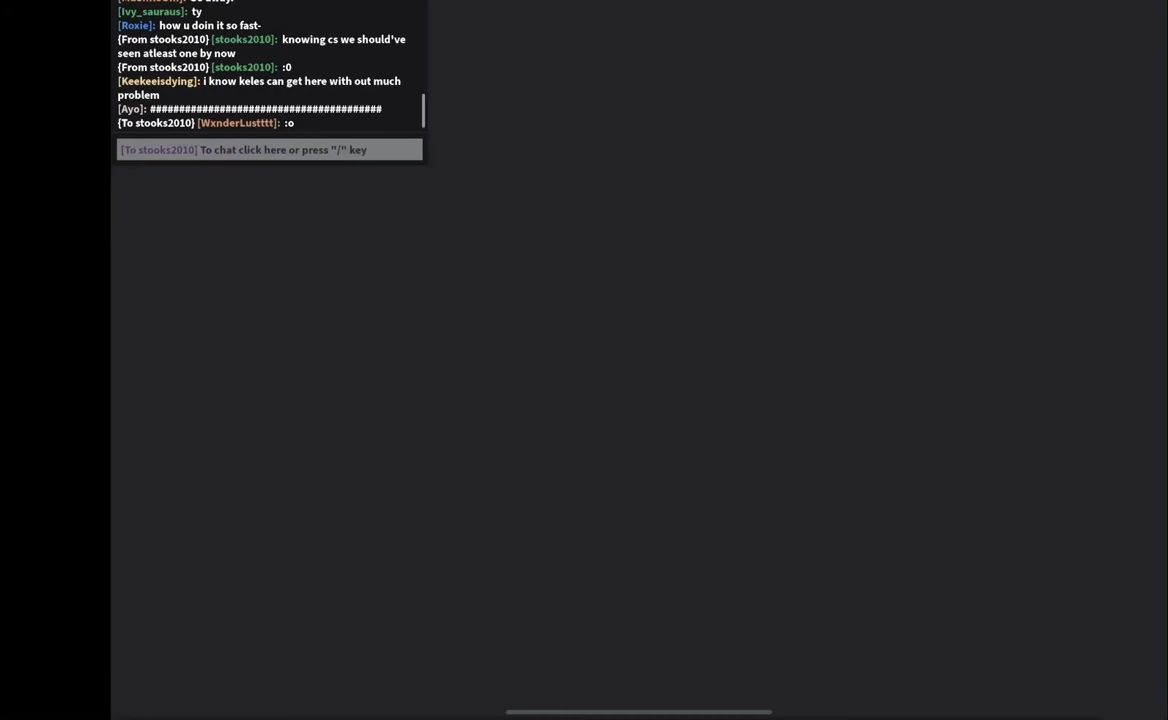 [Ivy_sauraus]: ty
[Roxie]: how u doin it so fast-
{From stooks2010} [stooks2010]: knowing cs we should've
seen atleast one by now
{From stooks2010} [stooks2010]: :0
[Keekeeisdying]: i know keles can get here with out much
problem
[Ayo]: ########################################
{To stooks2010} [WxnderLustttt]: :o
[To stooks2010] To chat click here or press "/" key